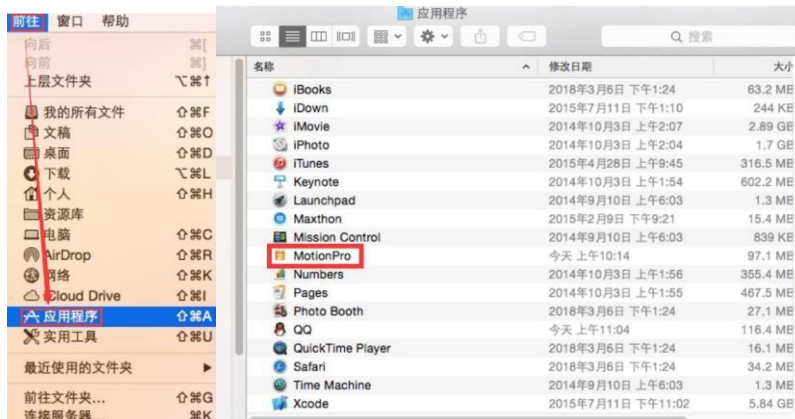 前往 窗口 帮助
向后 ⌘[
向前 ⌘]
上层文件夹 ⌥⌘↑
我的所有文件 ⇧⌘F
文稿 ⇧⌘O
桌面 ⇧⌘D
下载 ⌥⌘L
个人 ⇧⌘H
资源库
电脑 ⇧⌘C
AirDrop ⇧⌘R
网络 ⇧⌘K
iCloud Drive ⇧⌘I
应用程序 ⇧⌘A
实用工具 ⇧⌘U
最近使用的文件夹 ▶
前往文件夹... ⇧⌘G
连接服务器... ⌘K
应用程序
搜索
名称 修改日期 大小
iBooks 2018年3月6日 下午1:24 63.2 MB
iDown 2015年7月11日 下午1:10 244 KB
iMovie 2014年10月3日 上午2:07 2.89 GB
iPhoto 2014年10月3日 上午2:04 1.7 GB
iTunes 2015年4月28日 上午9:45 316.5 MB
Keynote 2014年10月3日 上午1:54 602.2 MB
Launchpad 2014年9月10日 上午6:03 1.3 MB
Maxthon 2015年2月9日 下午9:21 15.4 MB
Mission Control 2014年9月10日 上午6:03 839 KB
MotionPro 今天 上午10:14 97.1 MB
Numbers 2014年10月3日 上午1:56 355.4 MB
Pages 2014年10月3日 上午1:55 467.5 MB
Photo Booth 2018年3月6日 下午1:24 27.1 MB
QQ 今天 上午11:04 116.4 MB
QuickTime Player 2018年3月6日 下午1:24 16.1 MB
Safari 2018年3月6日 下午1:24 34.2 MB
Time Machine 2014年9月10日 上午6:03 1.3 MB
Xcode 2015年7月11日 下午11:02 5.84 GB